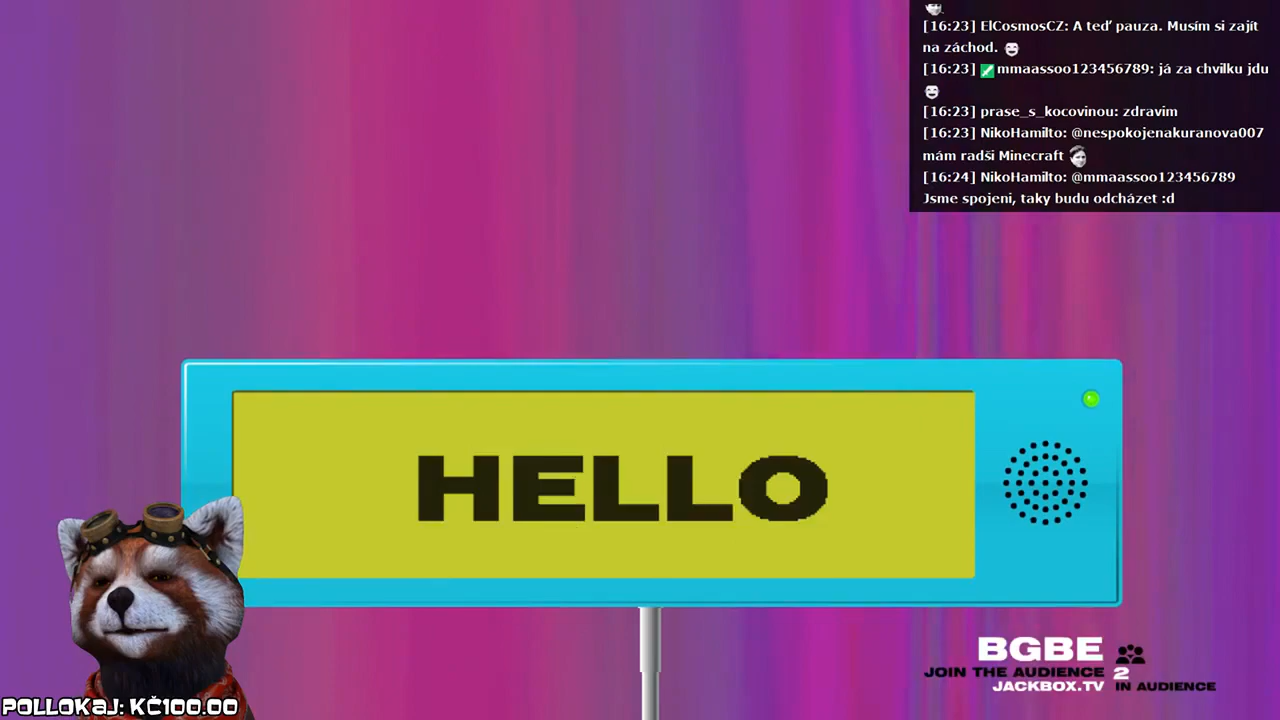 [16:23] ElCosmosCZ: A teď pauza. Musím si zajít
na záchod.
[16:23] mmaassoo123456789: já za chvilku jdu
[16:23] prase_s_kocovinou: zdravim
[16:23] NikoHamilto: @nespokojenakuranova007
mám radši Minecraft
[16:24] NikoHamilto: @mmaassoo123456789
Jsme spojeni, taky budu odcházet :d
HELLO
BGBE
JOIN THE AUDIENCE 2
JACKBOX.TV IN AUDIENCE
POLLOKAJ: KČ100.00